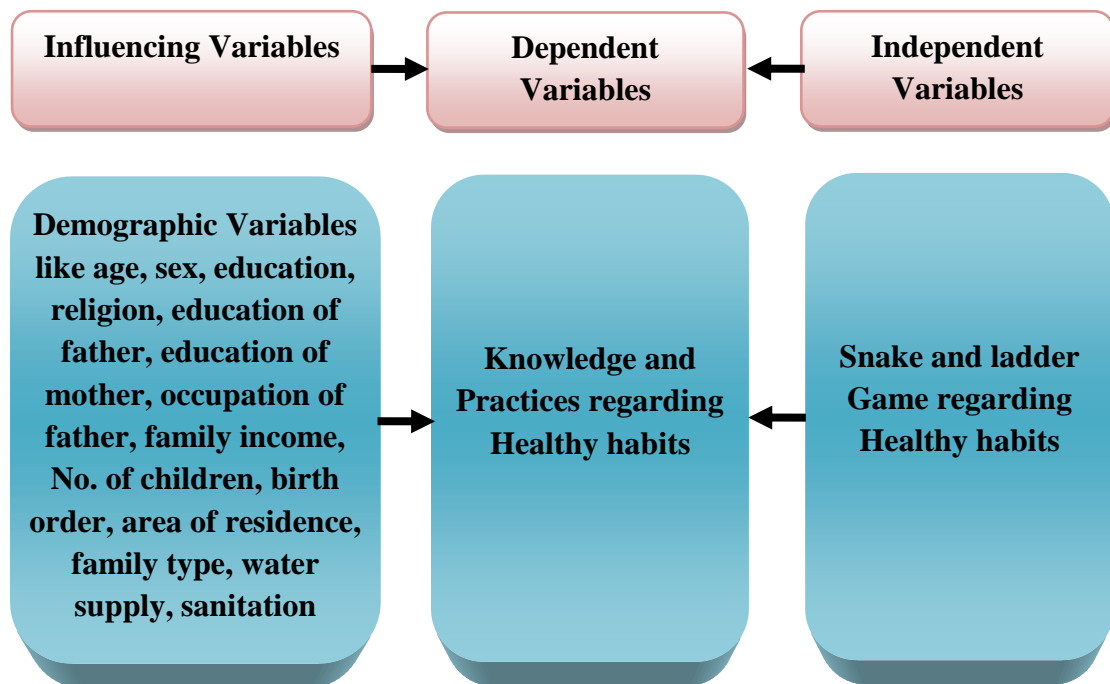 Influencing Variables
Dependent
Variables
Independent
Variables
Demographic Variables
like age, sex, education,
religion, education of
father, education of
mother, occupation of
father, family income,
No. of children, birth
order, area of residence,
family type, water
supply, sanitation
Knowledge and
Practices regarding
Healthy habits
Snake and ladder
Game regarding
Healthy habits